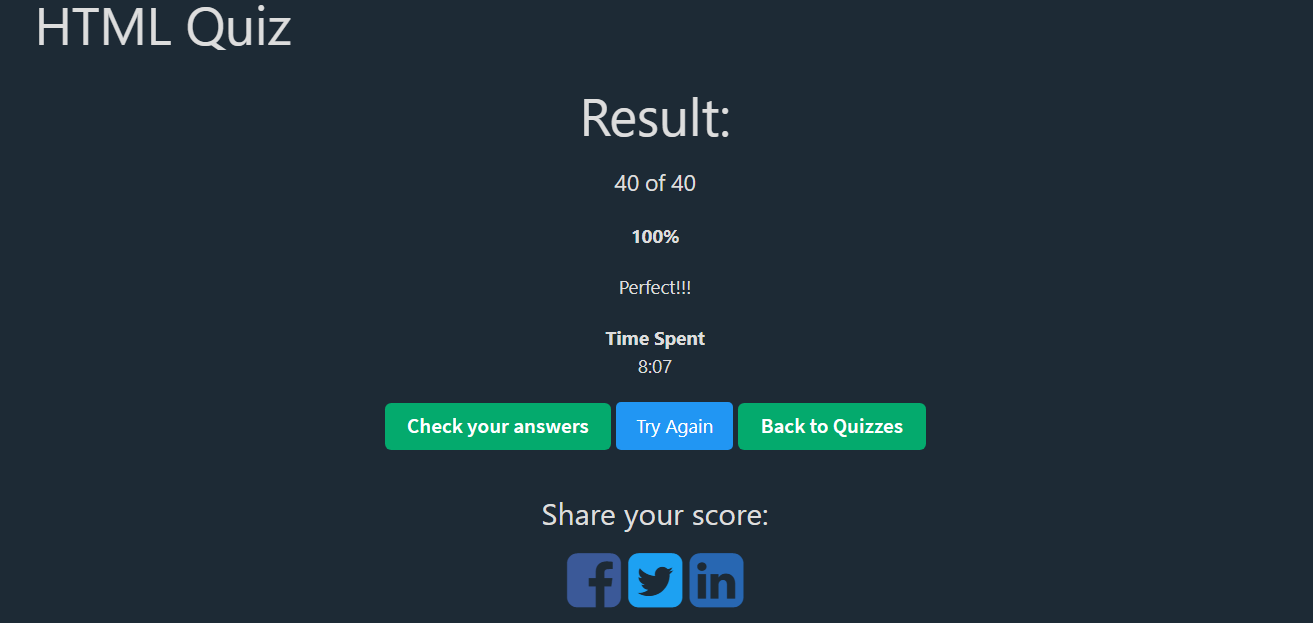 HTML Quiz
Result:
40 of 40
100%
Perfect!!!
Time Spent
8:07
Check your answers Try Again Back to Quizzes
Share your score:
f in